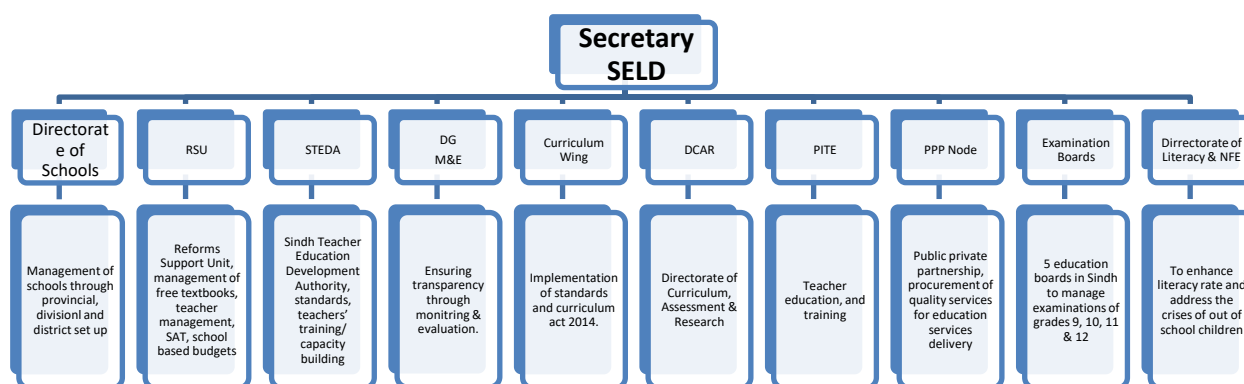 Secretary
SELD
Directorat
e of
Schools
RSU
STEDA
DG
M&E
Curriculum
Wing
DCAR
PITE
PPP Node
Examination
Boards
Dirrectorate of
Literacy & NFE
Management of
schools through
provincial,
divisionl and
district set up
Reforms
Support Unit,
management of
free textbooks,
teacher
management,
SAT, school
based budgets
Sindh Teacher
Education
Development
Authority,
standards,
teachers'
training/
capacity
building
Ensuring
transparency
through
monitring &
evaluation.
Implementation
of standards
and curriculum
act 2014.
Directorate of
Curriculum,
Assessment &
Research
Teacher
education, and
training
Public private
partnership,
procurement of
quality services
for education
services
delivery
5 education
boards in Sindh
to manage
examinations of
grades 9, 10, 11
& 12
To enhance
literacy rate and
address the
crises of out of
school children